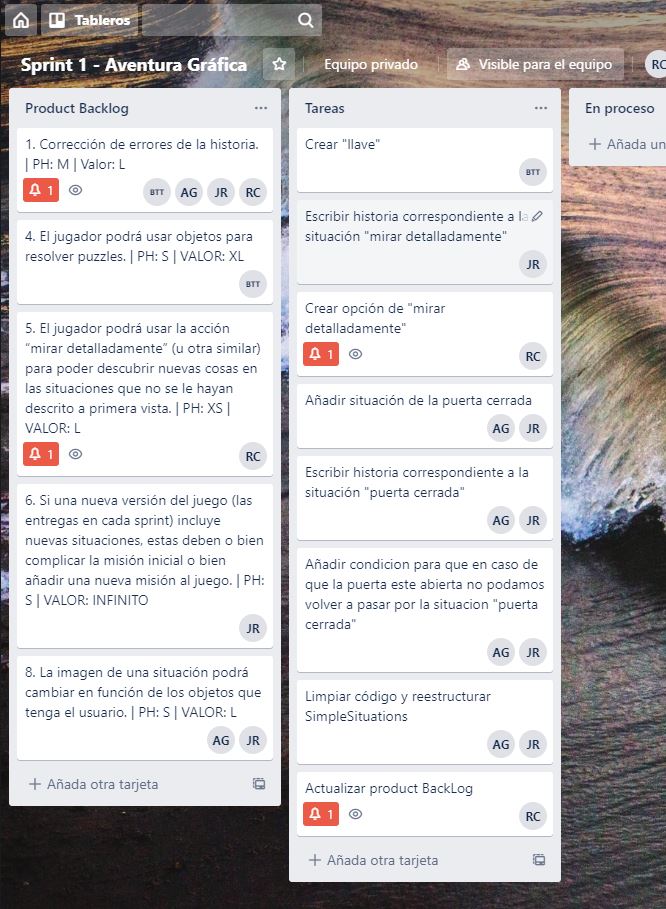 Tableros
Sprint 1 - Aventura Gráfica
Equipo privado
Visible para el equipo
RC
Product Backlog
1. Corrección de errores de la historia.
| PH: M | Valor: L
1
BTT AG JR RC
4. El jugador podrá usar objetos para
resolver puzzles. | PH: S | VALOR: XL
BTT
5. El jugador podrá usar la acción
“mirar detalladamente” (u otra similar)
para poder descubrir nuevas cosas en
las situaciones que no se le hayan
descrito a primera vista. | PH: XS |
VALOR: L
1
RC
6. Si una nueva versión del juego (las
entregas en cada sprint) incluye
nuevas situaciones, estas deben o bien
complicar la misión inicial o bien
añadir una nueva misión al juego. | PH:
S | VALOR: INFINITO
JR
8. La imagen de una situación podrá
cambiar en función de los objetos que
tenga el usuario. | PH: S | VALOR: L
AG JR
+ Añada otra tarjeta
Tareas
Crear "llave"
BTT
Escribir historia correspondiente a la
situación "mirar detalladamente"
JR
Crear opción de "mirar
detalladamente"
1
RC
Añadir situación de la puerta cerrada
AG JR
Escribir historia correspondiente a la
situación "puerta cerrada"
AG JR
Añadir condicion para que en caso de
que la puerta este abierta no podamos
volver a pasar por la situacion "puerta
cerrada"
AG JR
Limpiar código y reestructurar
SimpleSituations
AG JR
Actualizar product BackLog
1
RC
+ Añada otra tarjeta
En proceso
+ Añada un